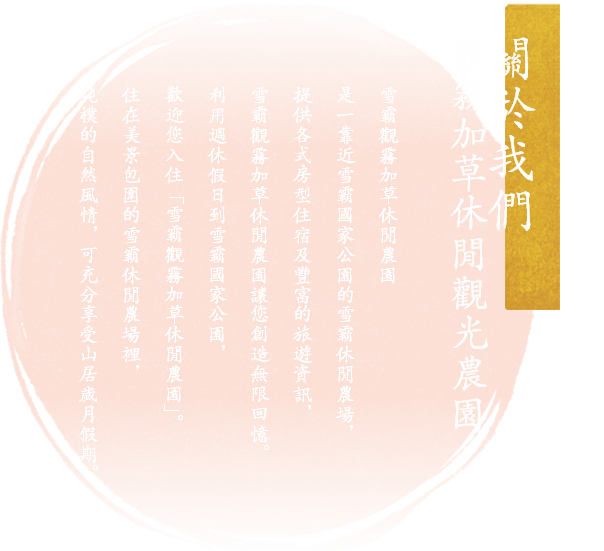 關於我們
霧加草休閒觀光農園
雪霸觀霧加草休閒農園
是一靠近雪霸國家公園的雪霸休閒農場，
提供各式房型住宿及豐富的旅遊資訊，
雪霸觀霧加草休閒農園讓您創造無限回憶。
利用週休假日到雪霸國家公園，
歡迎您入住「雪霸觀霧加草休閒農園」。
住在美景包圍的雪霸休閒農場裡，
純樸的自然風情，可充分享受山居歲月假期。